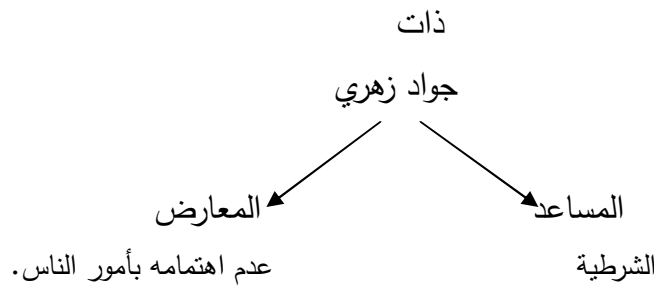 ذات
جواد زهري
المساعد المعارض
الشرطية عدم اهتمامه بأمور الناس.